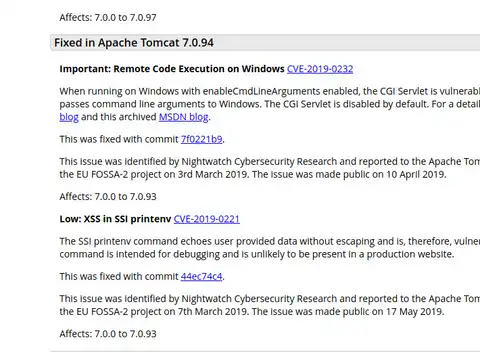 Affects: 7.0.0 to 7.0.97
Fixed in Apache Tomcat 7.0.94
Important: Remote Code Execution on Windows CVE-2019-0232
When running on Windows with enableCmdLineArguments enabled, the CGI Servlet is
passes command line arguments to Windows. The CGI Servlet is disabled by default. For a
blog and this archived MSDN blog.
This was fixed with commit 7f0221b9.
This issue was identified by Nightwatch Cybersecurity Research and reported to the Apache
the EU FOSSA-2 project on 3rd March 2019. The issue was made public on 10 April 2019.
Affects: 7.0.0 to 7.0.93
Low: XSS in SSI printenv CVE-2019-0221
The SSI printenv command echoes user provided data without escaping and is, therefore,
command is intended for debugging and is unlikely to be present in a production website.
This was fixed with commit 44ec74c4.
This issue was identified by Nightwatch Cybersecurity Research and reported to the Apache
the EU FOSSA-2 project on 7th March 2019. The issue was made public on 17 May 2019.
Affects: 7.0.0 to 7.0.93